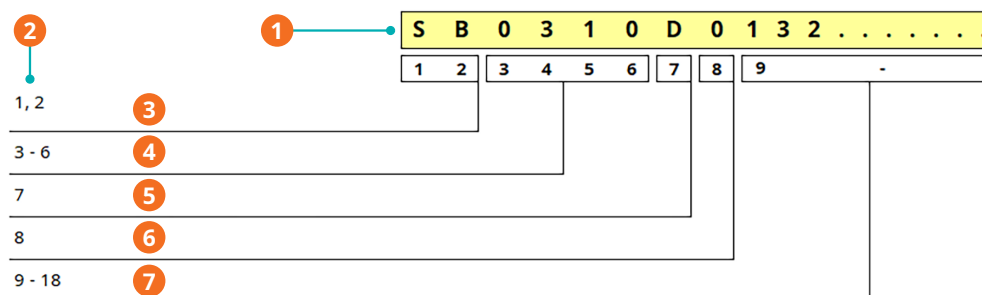 2 1 S B 0 3 1 0 D 0 1 3 2 . . . . . . .
1 2 3 4 5 6 7 8 9 -
1, 2 3
3 - 6 4
7 5
8 6
9 - 18 7